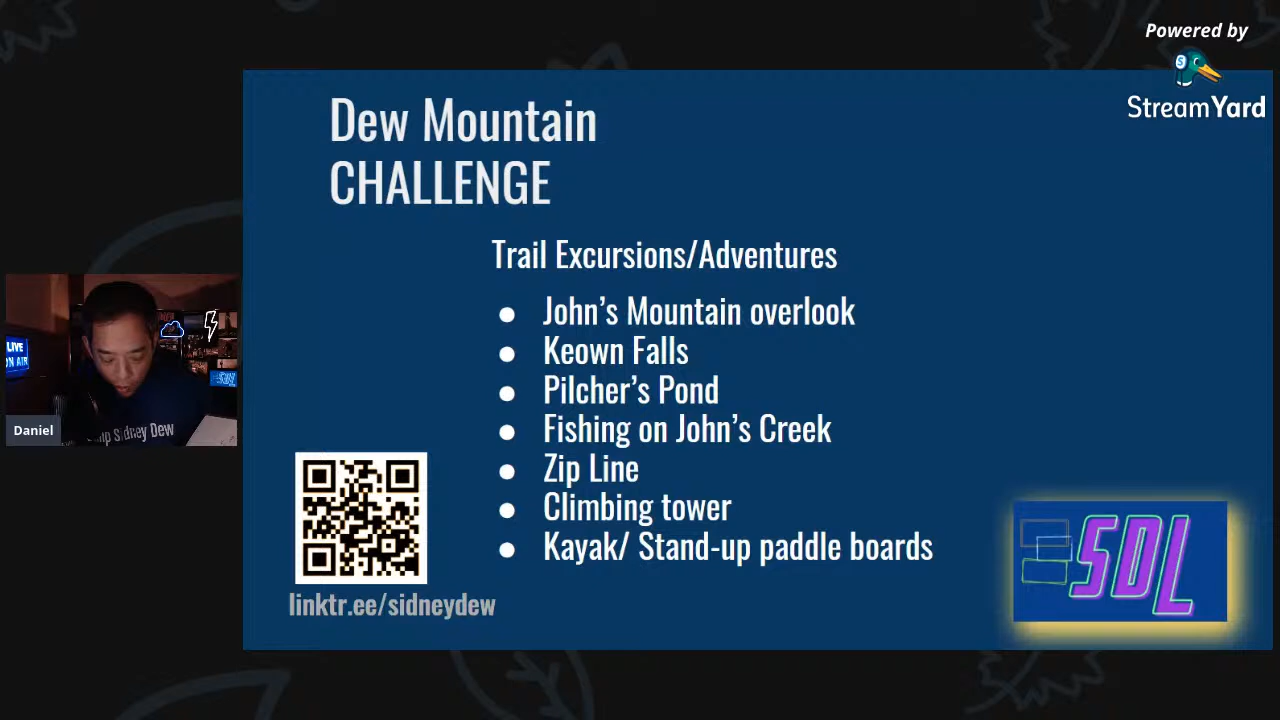 Powered by
StreamYard
Dew Mountain
CHALLENGE
Trail Excursions/Adventures
● John’s Mountain overlook
● Keown Falls
● Pilcher’s Pond
● Fishing on John’s Creek
● Zip Line
● Climbing tower
● Kayak/ Stand-up paddle boards
LIVE
ON AIR
SDL
Daniel
Sidney Dew
linktr.ee/sidneydew
SDL